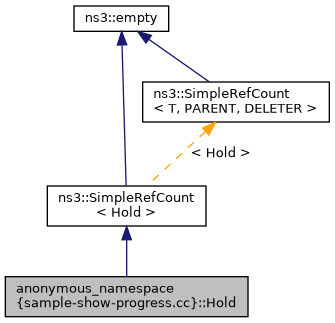 ns3::empty
ns3::SimpleRefCount
< T, PARENT, DELETER >
< Hold >
ns3::SimpleRefCount
< Hold >
anonymous_namespace
{sample-show-progress.cc}::Hold